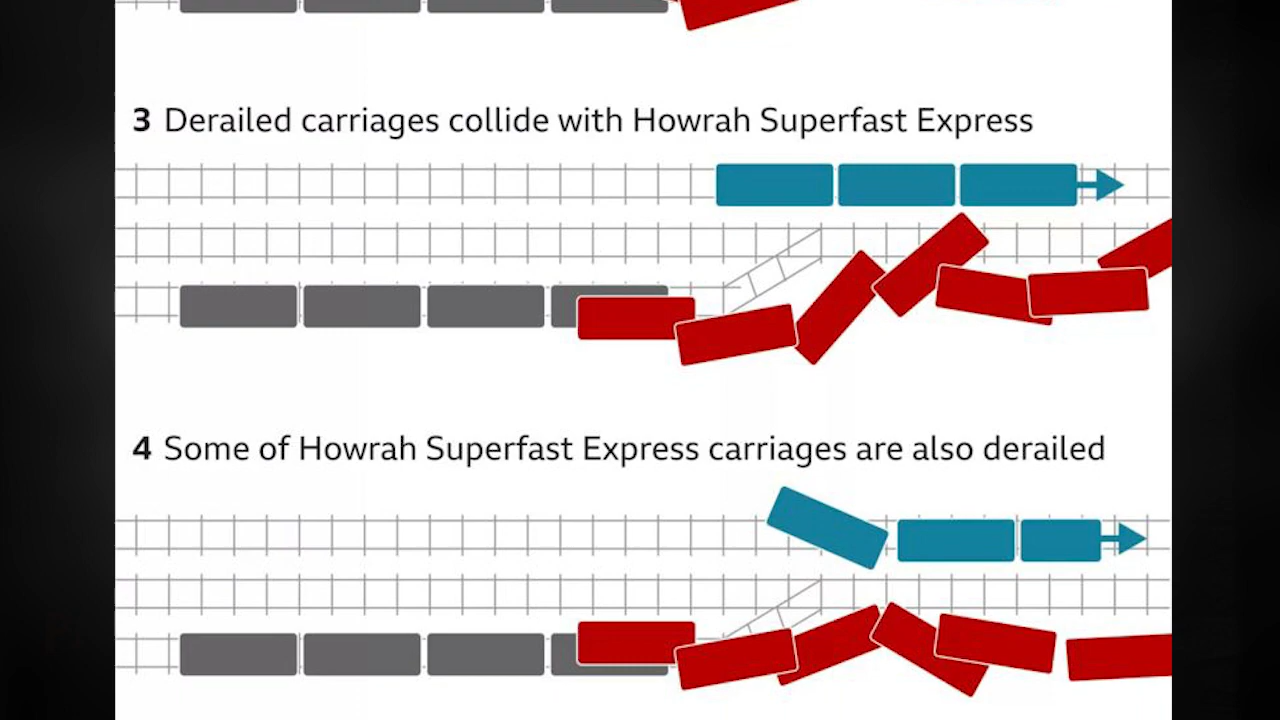 3 Derailed carriages collide with Howrah Superfast Express
4 Some of Howrah Superfast Express carriages are also derailed